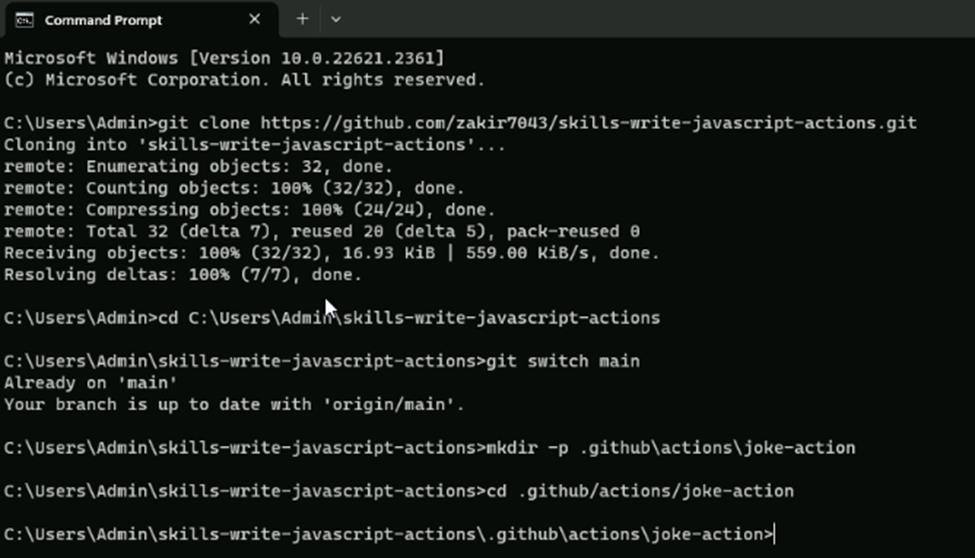 Command Prompt
Microsoft Windows [Version 10.0.22621.2361]
(c) Microsoft Corporation. All rights reserved.
C:\Users\Admin>git clone https://github.com/zakir7043/skills-write-javascript-actions.git
Cloning into 'skills-write-javascript-actions'...
remote: Enumerating objects: 32, done.
remote: Counting objects: 100% (32/32), done.
remote: Compressing objects: 100% (24/24), done.
remote: Total 32 (delta 7), reused 20 (delta 5), pack-reused 0
Receiving objects: 100% (32/32), 16.93 KiB | 559.00 KiB/s, done.
Resolving deltas: 100% (7/7), done.
C:\Users\Admin>cd C:\Users\Admin\skills-write-javascript-actions
C:\Users\Admin\skills-write-javascript-actions>git switch main
Already on 'main'
Your branch is up to date with 'origin/main'.
C:\Users\Admin\skills-write-javascript-actions>mkdir -p .github\actions\joke-action
C:\Users\Admin\skills-write-javascript-actions>cd .github/actions/joke-action
C:\Users\Admin\skills-write-javascript-actions\.github\actions\joke-action>